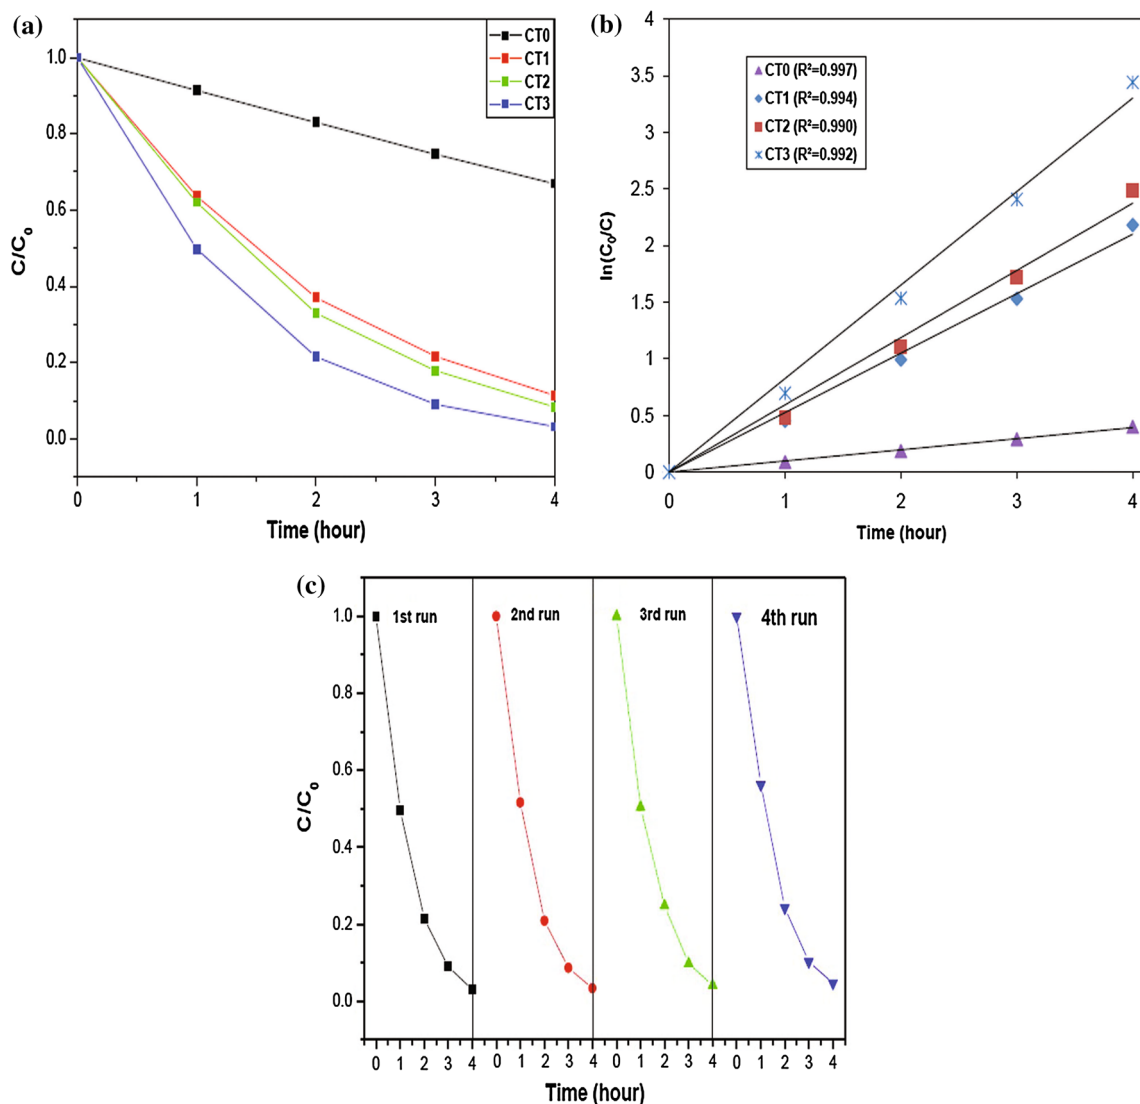 (a)
CT0
CT1
CT2
CT3
1.0
0.8
0.6
0.4
0.2
0.0
C/C₀
0 1 2 3 4
Time (hour)
(b)
CT0 (R²=0.997)
CT1 (R²=0.994)
CT2 (R²=0.990)
CT3 (R²=0.992)
4
3.5
3
2.5
2
1.5
1
0.5
0
ln(C₀/C)
0 1 2 3 4
Time (hour)
(c)
1st run 2nd run 3rd run 4th run
1.0
0.8
0.6
0.4
0.2
0.0
C/C₀
0 1 2 3 4 0 1 2 3 4 0 1 2 3 4 0 1 2 3 4
Time (hour)